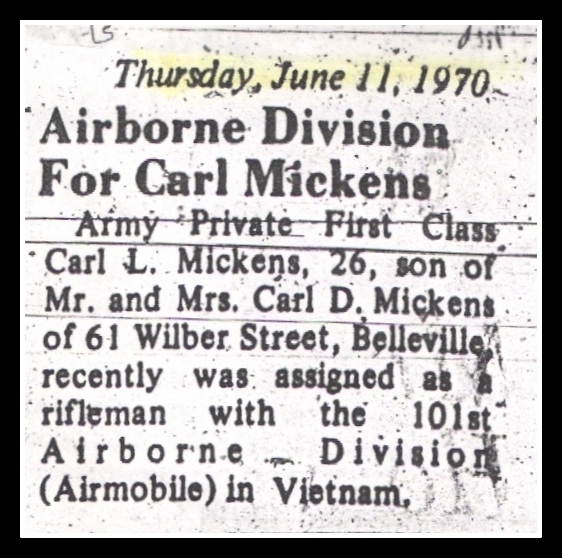 Thursday, June 11, 1970
Airborne Division
For Carl Mickens
Army Private First Class
Carl L. Mickens, 26, son of
Mr. and Mrs. Carl D. Mickens
of 61 Wilber Street, Belleville,
recently was assigned as a
rifleman with the 101st
Airborne Division
(Airmobile) in Vietnam.